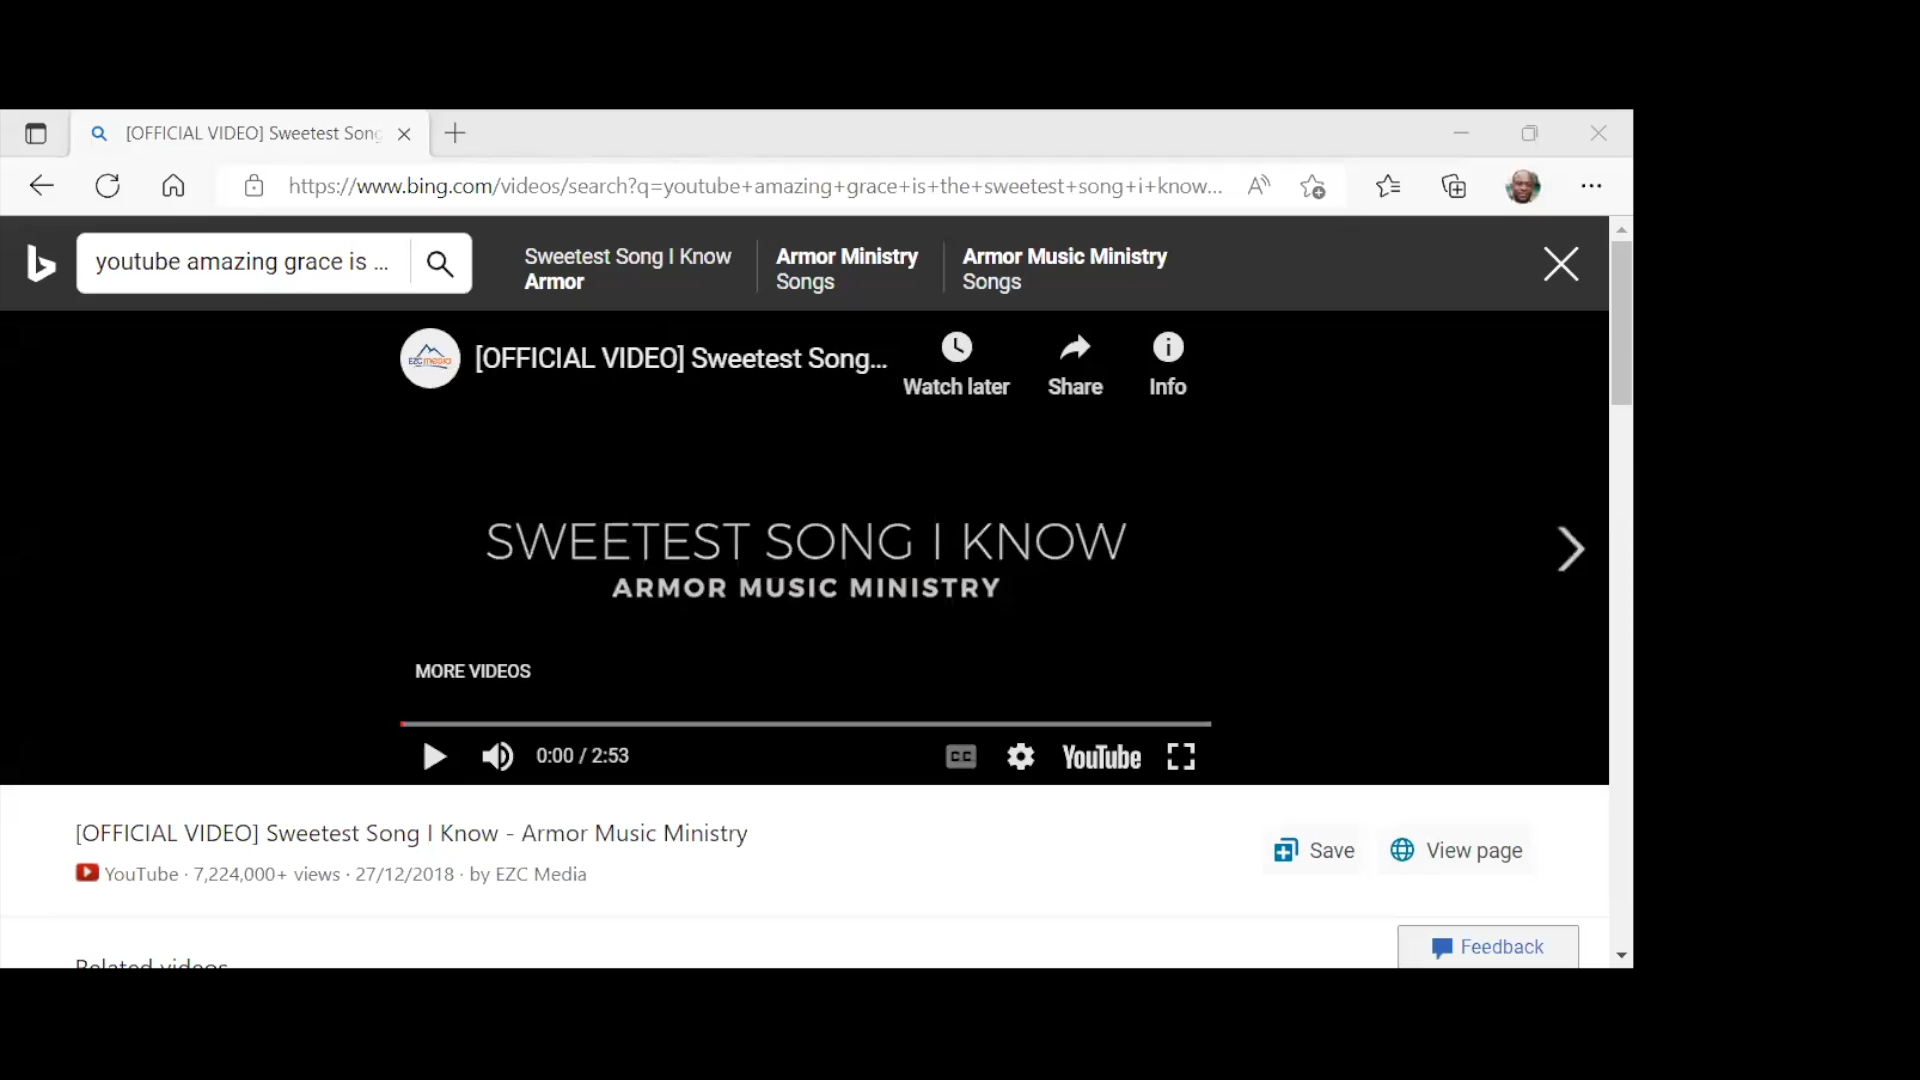 [OFFICIAL VIDEO] Sweetest Song
https://www.bing.com/videos/search?q=youtube+amazing+grace+is+the+sweetest+song+i+know...
youtube amazing grace is ...
Sweetest Song I Know
Armor
Armor Ministry
Songs
Armor Music Ministry
Songs
EZCmedia
[OFFICIAL VIDEO] Sweetest Song...
Watch later
Share
Info
SWEETEST SONG I KNOW
ARMOR MUSIC MINISTRY
MORE VIDEOS
0:00 / 2:53
CC
YouTube
[OFFICIAL VIDEO] Sweetest Song I Know - Armor Music Ministry
YouTube · 7,224,000+ views · 27/12/2018 · by EZC Media
Save
View page
Related videos
Feedback